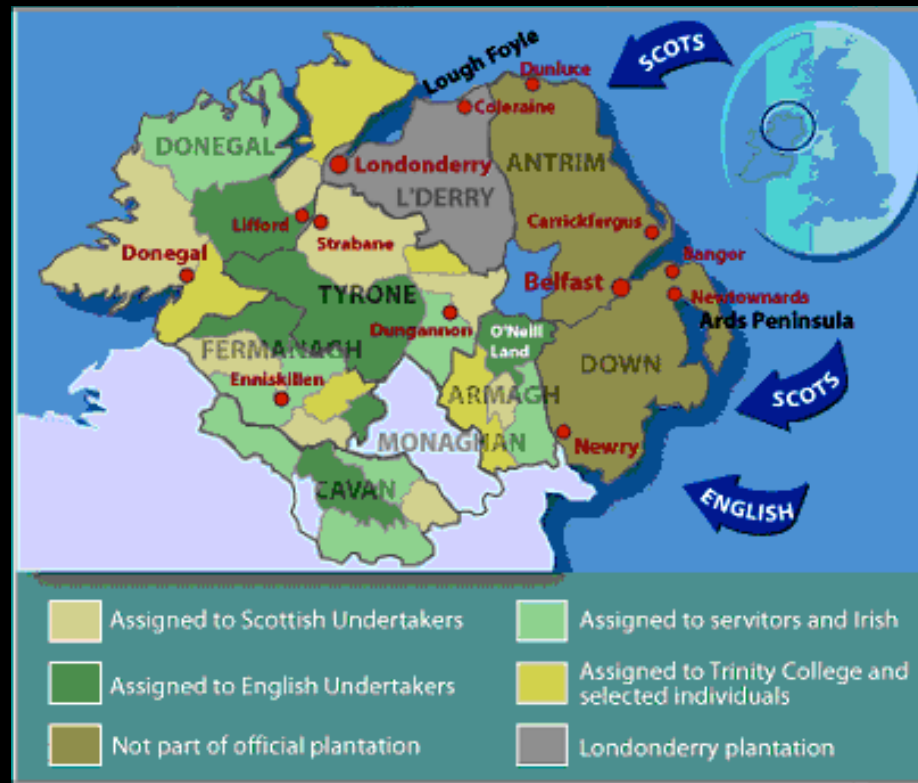 SCOTS
Lough Foyle
Dunluce
Coleraine
DONEGAL
Londonderry
ANTRIM
L'DERRY
Lifford
Strabane
Carrickfergus
Donegal
Bangor
Belfast
TYRONE
Newdownards
Ards Peninsula
Dungannon
O'Neill
Land
FERMANAGH
DOWN
Enniskillen
ARMAGH
SCOTS
MONAGHAN
Newry
CAVAN
ENGLISH
Assigned to Scottish Undertakers
Assigned to English Undertakers
Not part of official plantation
Assigned to servitors and Irish
Assigned to Trinity College and
selected individuals
Londonderry plantation